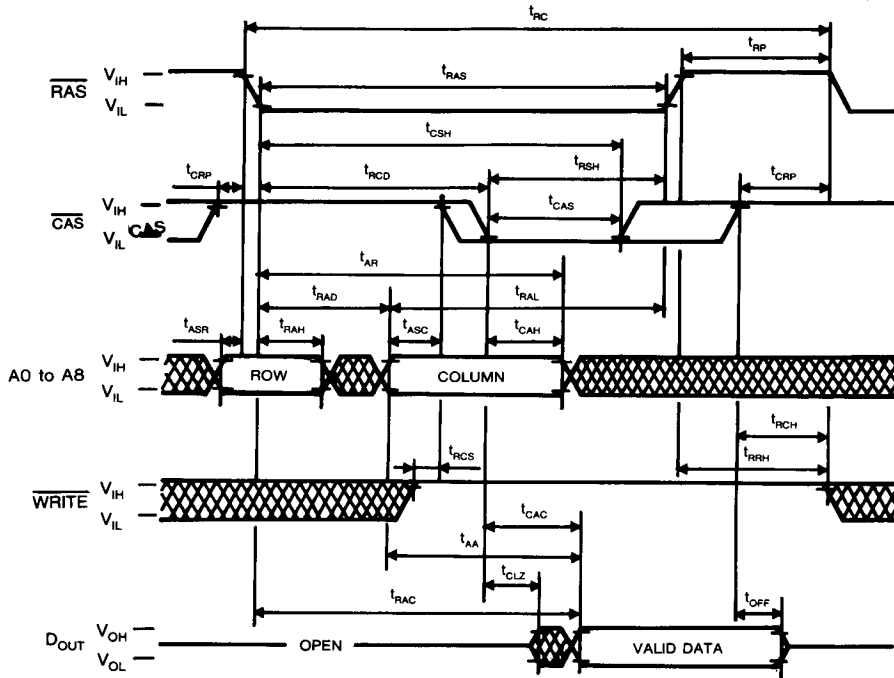 tRC
tRP
RAS VIH
VIL
tRAS
tCSH
tCRP
tRCD
tRSH
tCRP
CAS VIH
VIL CAS
tCAS
tAR
tRAD
tRAL
tASR
tRAH
tASC
tCAH
A0 to A8 VIH
VIL
ROW
COLUMN
tRCS
tRCH
tRRH
WRITE VIH
VIL
tCAC
tAA
tCLZ
tRAC
tOFF
DOUT VOH
VOL
OPEN
VALID DATA